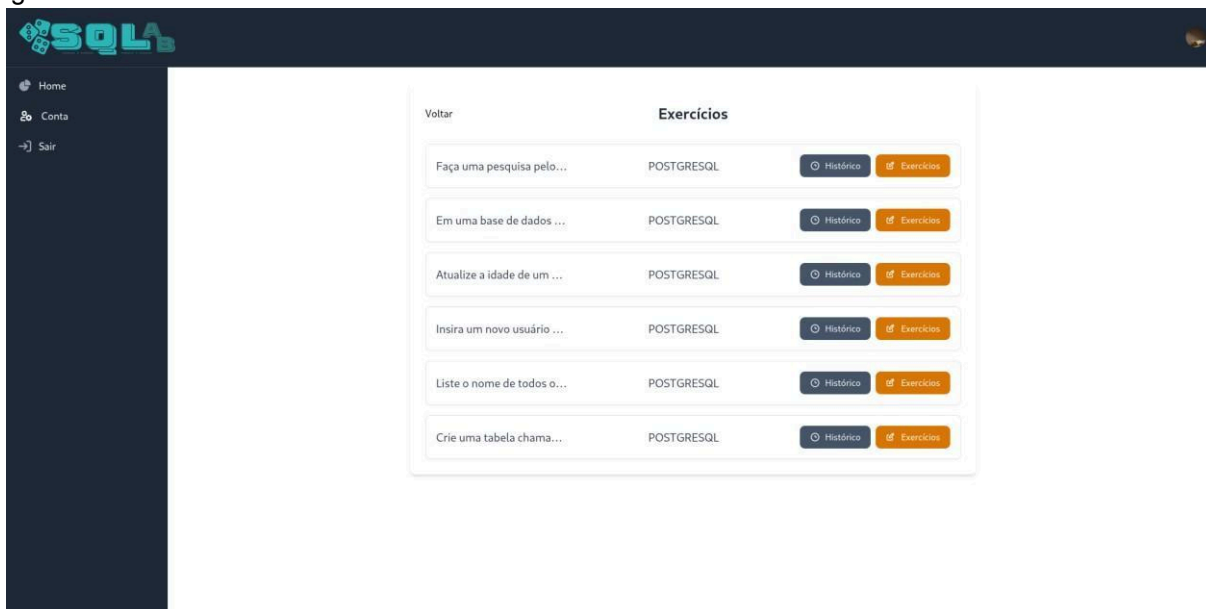 SQLAB
Home
Conta
Sair
Voltar
Exercícios
Faça uma pesquisa pelo... POSTGRESQL Histórico Exercícios
Em uma base de dados ... POSTGRESQL Histórico Exercícios
Atualize a idade de um ... POSTGRESQL Histórico Exercícios
Insira um novo usuário ... POSTGRESQL Histórico Exercícios
Liste o nome de todos o... POSTGRESQL Histórico Exercícios
Crie uma tabela chama... POSTGRESQL Histórico Exercícios